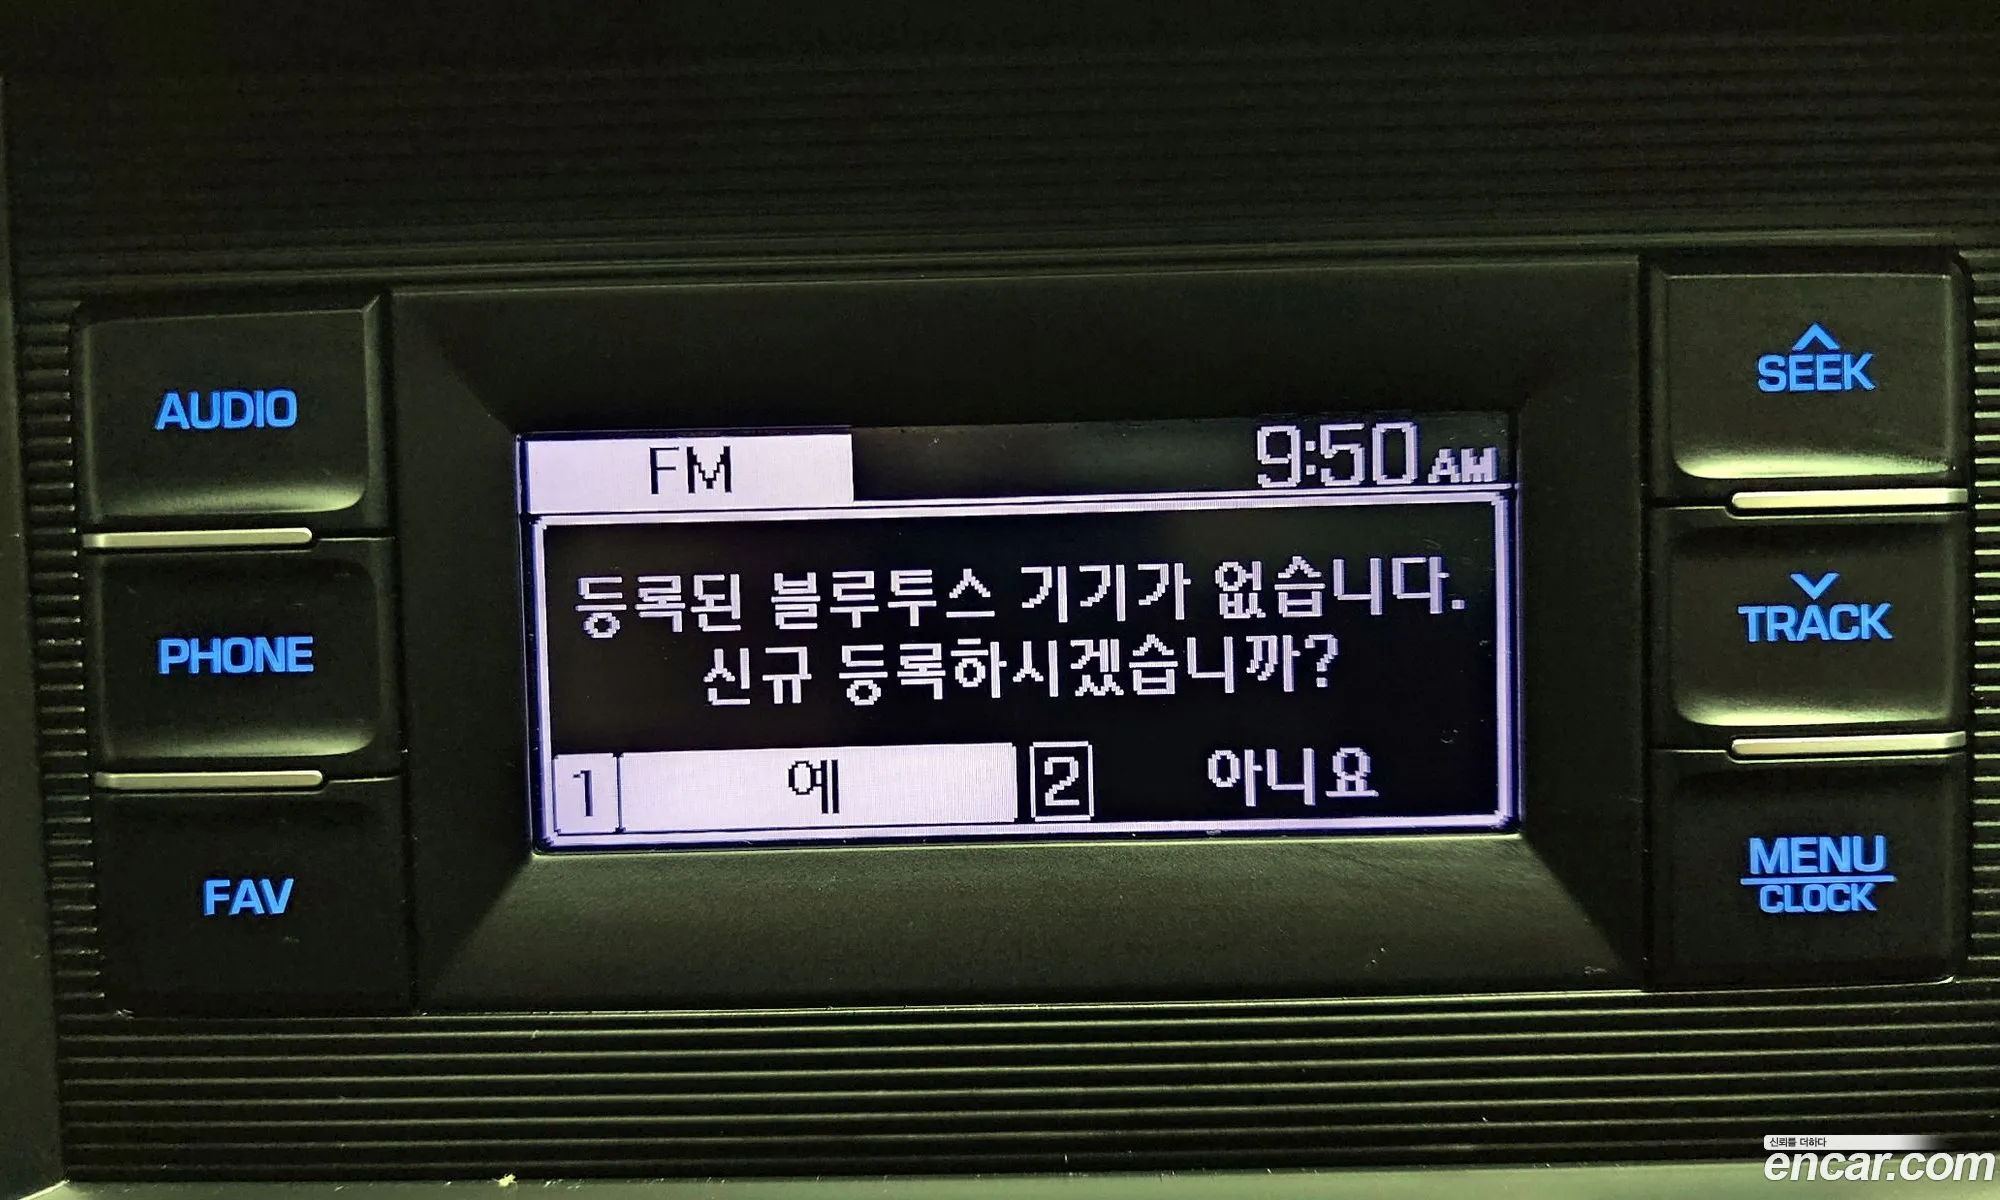 AUDIO
PHONE
FAV
FM 9:50 AM
등록된 블루투스 기기가 없습니다.
신규 등록하시겠습니까?
1 예 2 아니요
SEEK
TRACK
MENU
CLOCK
신뢰를 더하다
encar.com